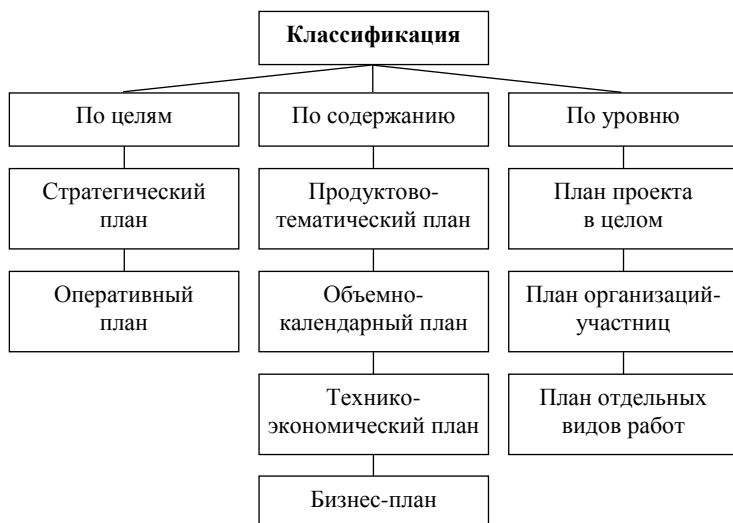 Классификация
По целям
По содержанию
По уровню
Стратегический
план
Продуктово-
тематический план
План проекта
в целом
Оперативный
план
Объемно-
календарный план
План организаций-
участниц
Технико-
экономический план
План отдельных
видов работ
Бизнес-план